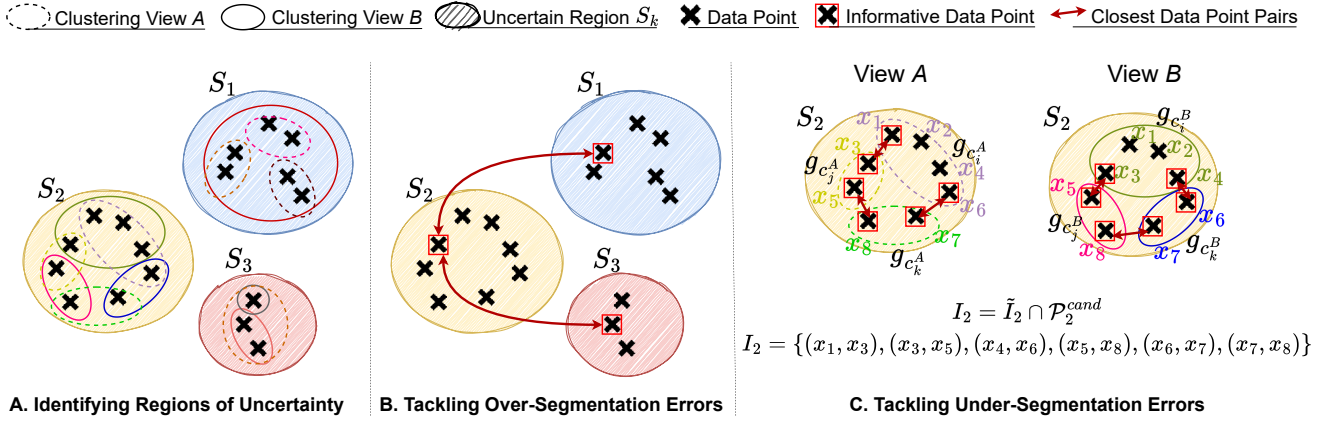 Clustering View A
Clustering View B
Uncertain Region S_k
Data Point
Informative Data Point
Closest Data Point Pairs
S_1
S_2
S_3
A. Identifying Regions of Uncertainty
S_1
S_2
S_3
B. Tackling Over-Segmentation Errors
View A
View B
S_2
x_1
x_2
g_{c_i^A}
x_3
x_4
g_{c_j^A}
x_5
x_6
x_8
x_7
g_{c_k^A}
S_2
g_{c_i^B}
x_1
x_2
x_3
x_4
x_5
x_6
g_{c_j^B}
x_8
x_7
g_{c_k^B}
I_2 = Ĩ_2 ∩ 𝒫_2^{cand}
I_2 = {(x_1, x_3), (x_3, x_5), (x_4, x_6), (x_5, x_8), (x_6, x_7), (x_7, x_8)}
C. Tackling Under-Segmentation Errors